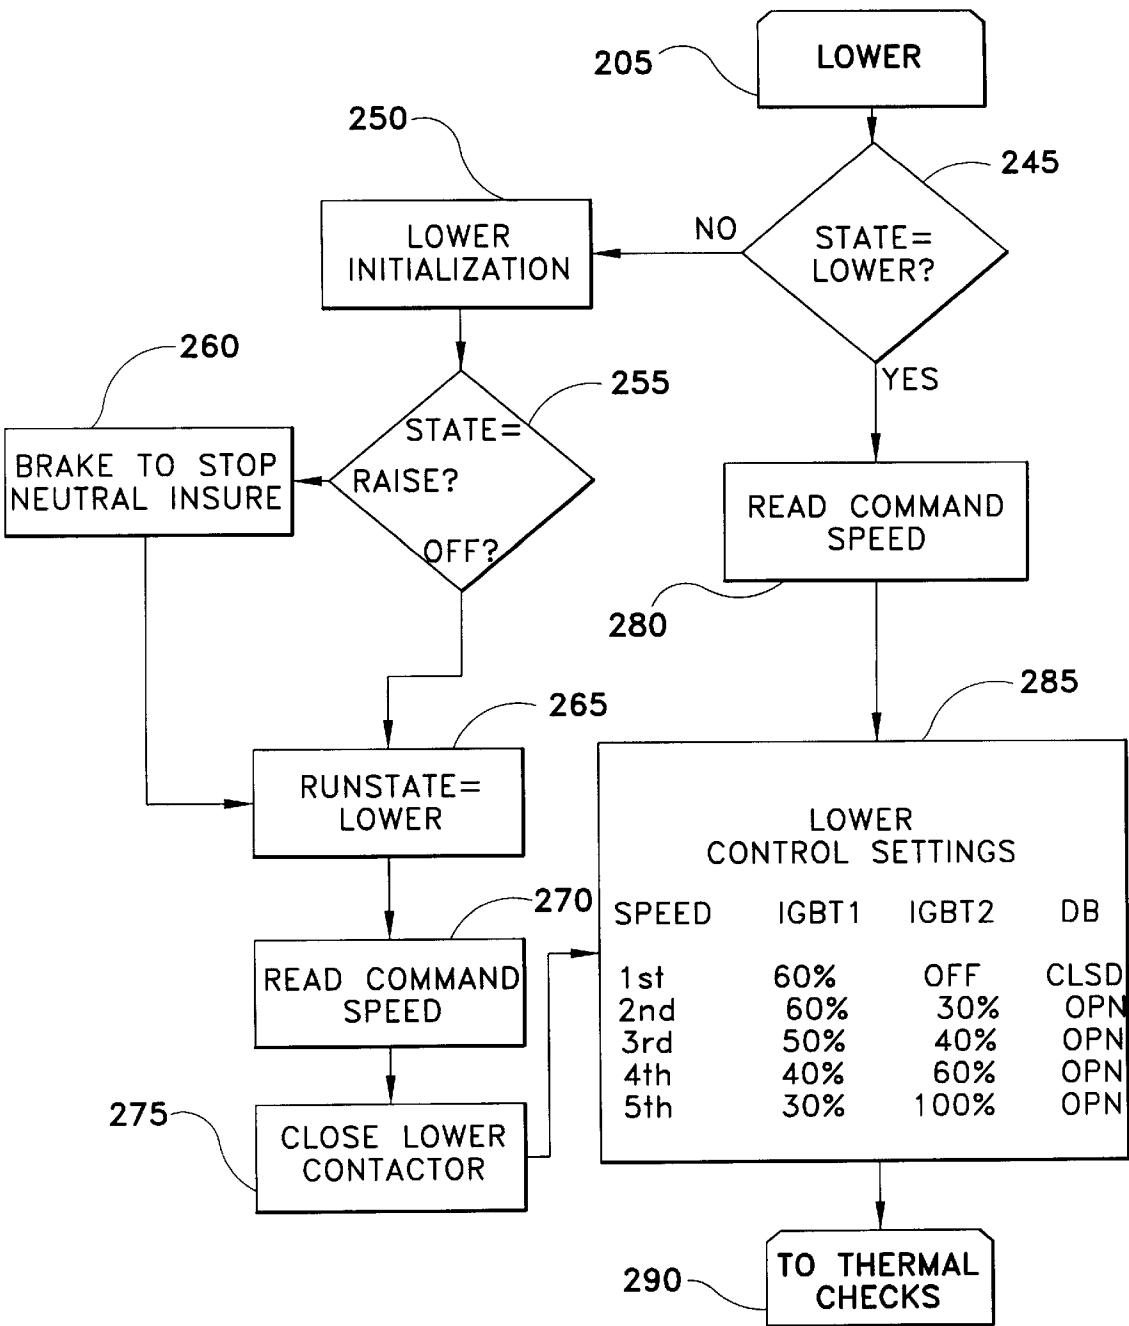 LOWER
205
250
245
NO
STATE=
LOWER?
LOWER
INITIALIZATION
260
255
YES
STATE=
RAISE?
OFF?
BRAKE TO STOP
NEUTRAL INSURE
READ COMMAND
SPEED
280
285
265
RUNSTATE=
LOWER
270
READ COMMAND
SPEED
275
CLOSE LOWER
CONTACTOR
LOWER
CONTROL SETTINGS
SPEED IGBT1 IGBT2 DB
1st 60% OFF CLSD
2nd 60% 30% OPN
3rd 50% 40% OPN
4th 40% 60% OPN
5th 30% 100% OPN
290
TO THERMAL
CHECKS